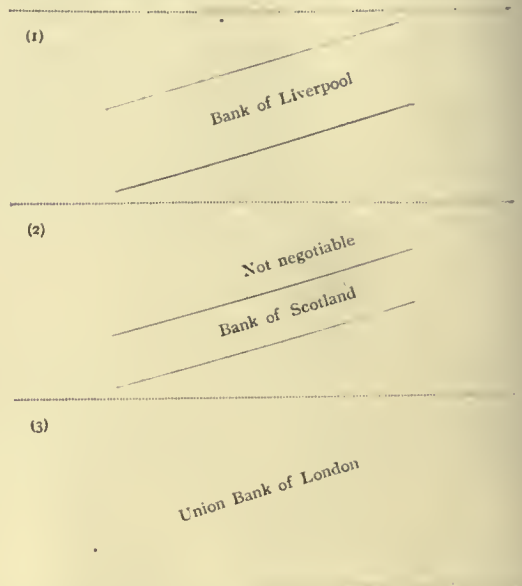 (1)
Bank of Liverpool
(2)
Not negotiable
Bank of Scotland
(3)
Union Bank of London